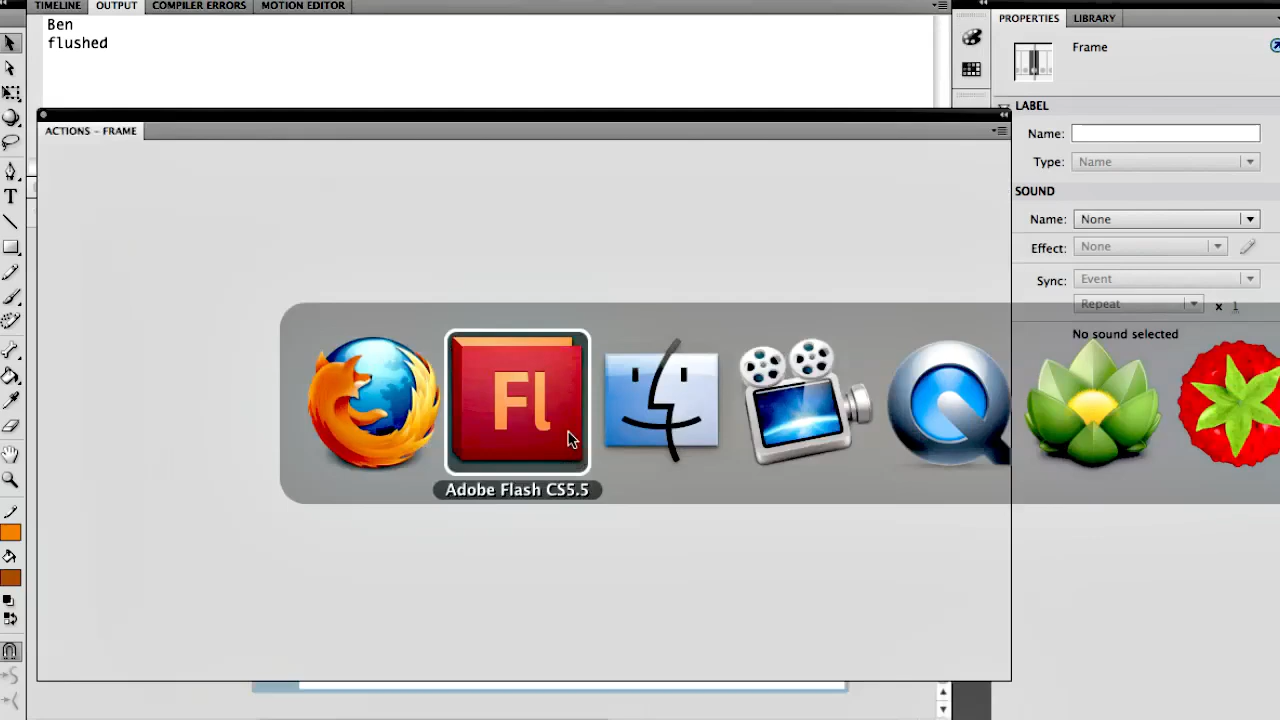 TIMELINE
OUTPUT
COMPILER ERRORS
MOTION EDITOR
Ben
flushed
ACTIONS – FRAME
PROPERTIES
LIBRARY
Frame
LABEL
Name:
Type: Name
SOUND
Name: None
Effect: None
Sync: Event
Repeat x 1
No sound selected
Fl
Adobe Flash CS5.5
T